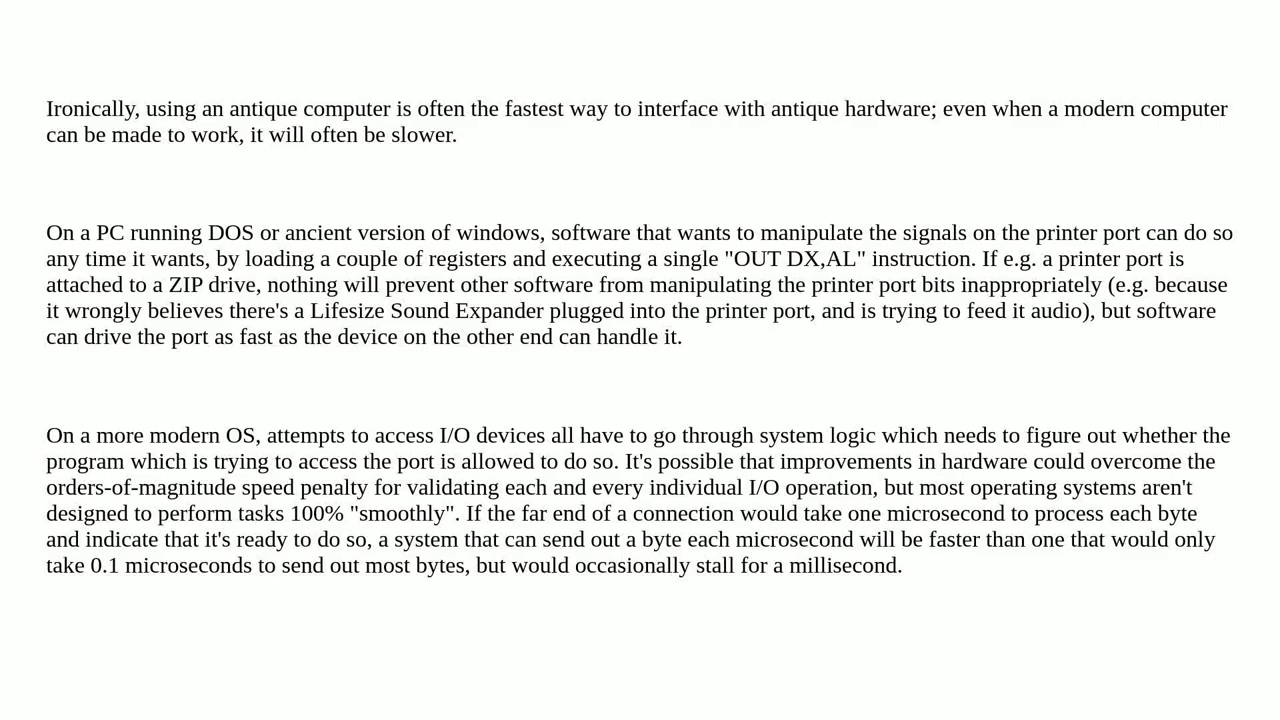 Ironically, using an antique computer is often the fastest way to interface with antique hardware; even when a modern computer
can be made to work, it will often be slower.
On a PC running DOS or ancient version of windows, software that wants to manipulate the signals on the printer port can do so
any time it wants, by loading a couple of registers and executing a single "OUT DX,AL" instruction. If e.g. a printer port is
attached to a ZIP drive, nothing will prevent other software from manipulating the printer port bits inappropriately (e.g. because
it wrongly believes there's a Lifesize Sound Expander plugged into the printer port, and is trying to feed it audio), but software
can drive the port as fast as the device on the other end can handle it.
On a more modern OS, attempts to access I/O devices all have to go through system logic which needs to figure out whether the
program which is trying to access the port is allowed to do so. It's possible that improvements in hardware could overcome the
orders-of-magnitude speed penalty for validating each and every individual I/O operation, but most operating systems aren't
designed to perform tasks 100% "smoothly". If the far end of a connection would take one microsecond to process each byte
and indicate that it's ready to do so, a system that can send out a byte each microsecond will be faster than one that would only
take 0.1 microseconds to send out most bytes, but would occasionally stall for a millisecond.